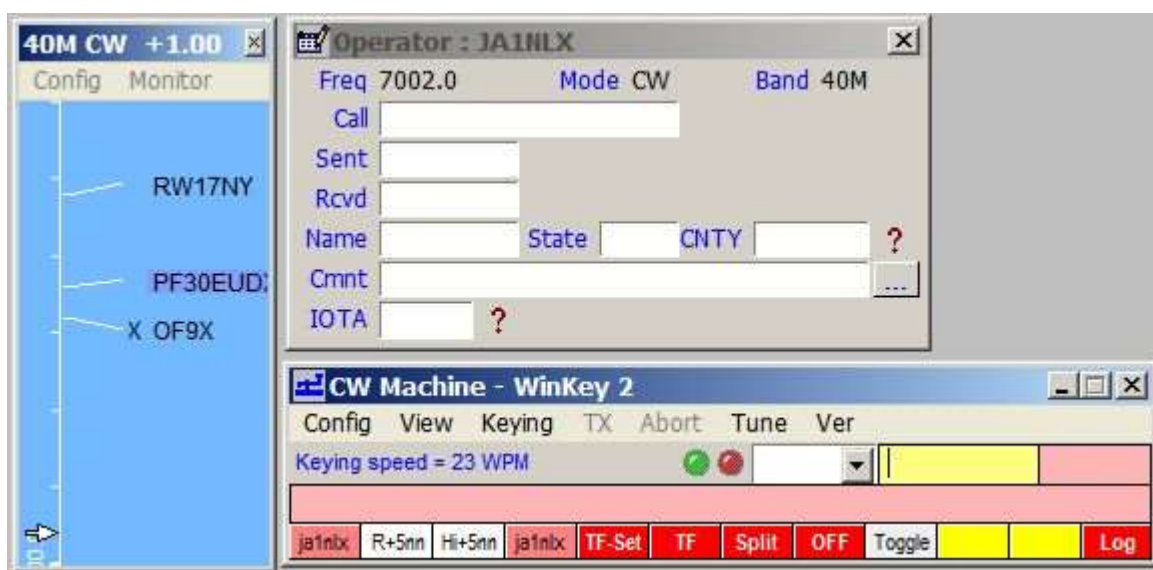 40M CW +1.00
Config Monitor
RW17NY
PF30EUD
X OF9X
Operator : JA1NLX
Freq 7002.0 Mode CW Band 40M
Call
Sent
Rcvd
Name State CNTY ?
Cmnt ...
IOTA ?
CW Machine - WinKey 2
Config View Keying TX Abort Tune Ver
Keying speed = 23 WPM
ja1nlx R+5nn Hi+5nn ja1nlx TF-Set TF Split OFF Toggle Log